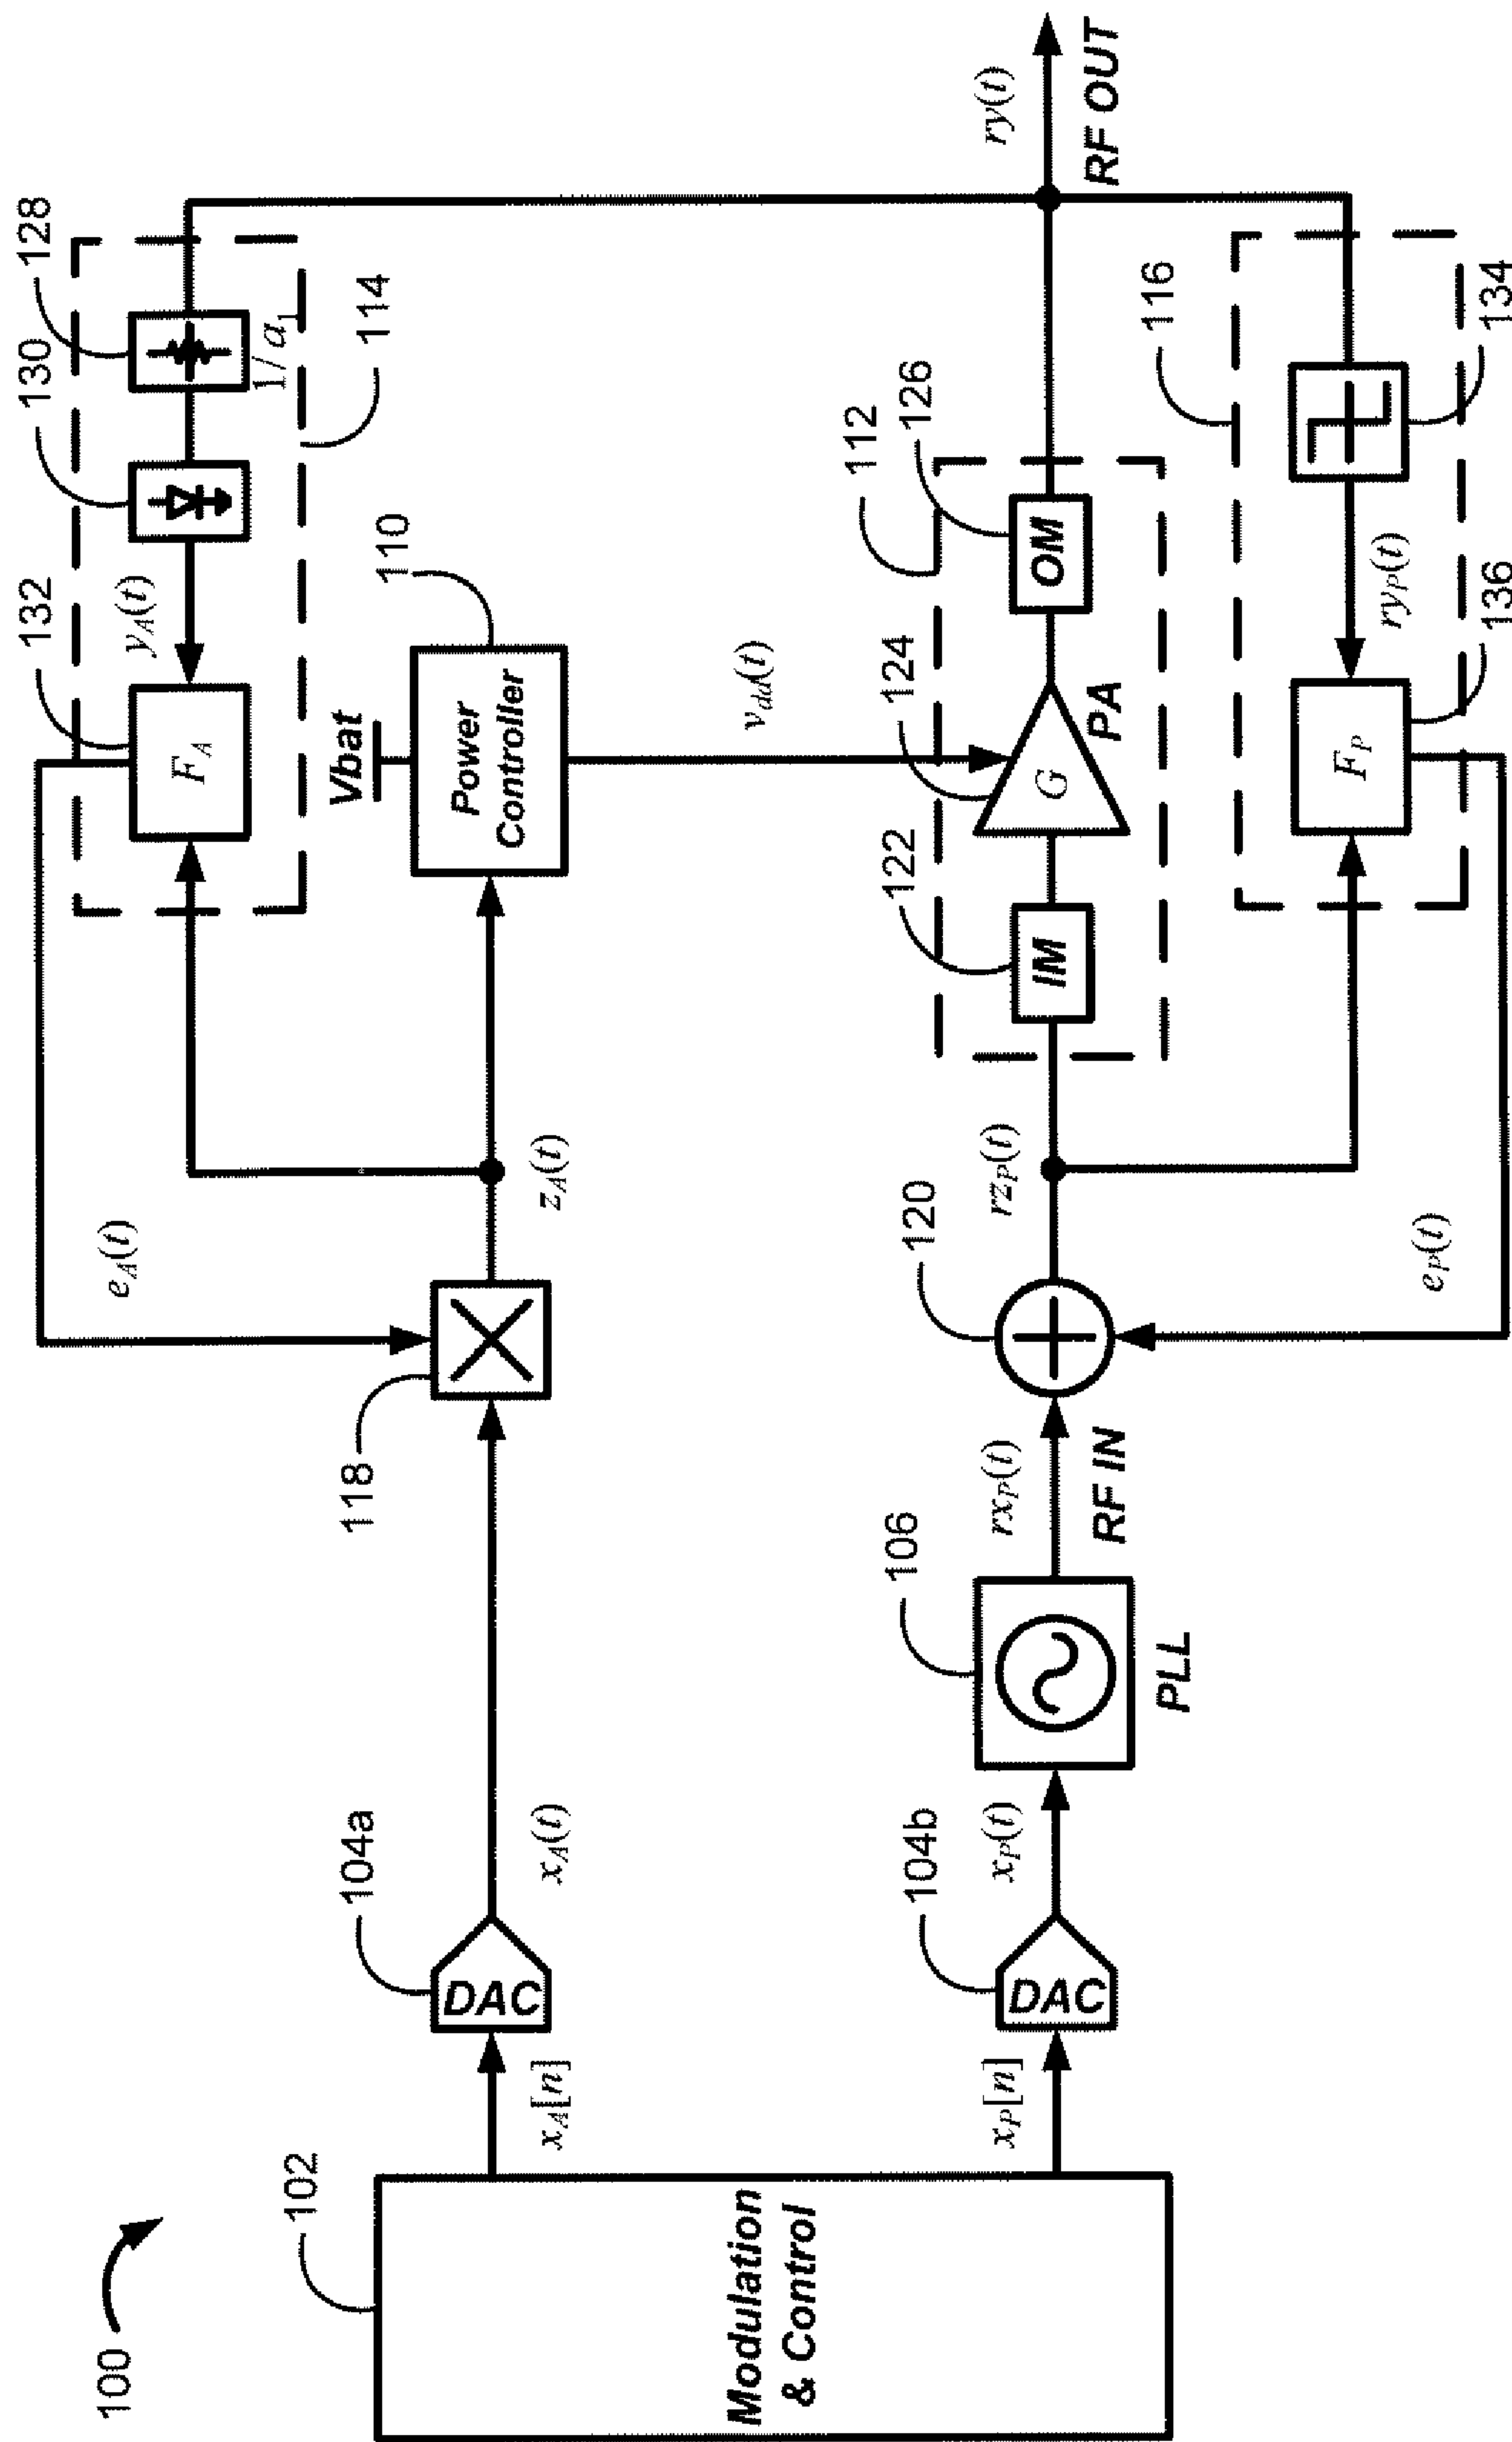 100
102
Modulation
& Control
x_A[n]
x_P[n]
104a
DAC
104b
DAC
x_A(t)
x_P(t)
106
PLL
rx_P(t)
RF IN
118
120
e_A(t)
e_P(t)
z_A(t)
rz_P(t)
132
F_A
y_A(t)
130
128
1/a_1
114
Vbat
110
Power
Controller
v_dd(t)
112
122
IM
124
G
PA
126
OM
116
F_P
136
ry_P(t)
134
ry(t)
RF OUT